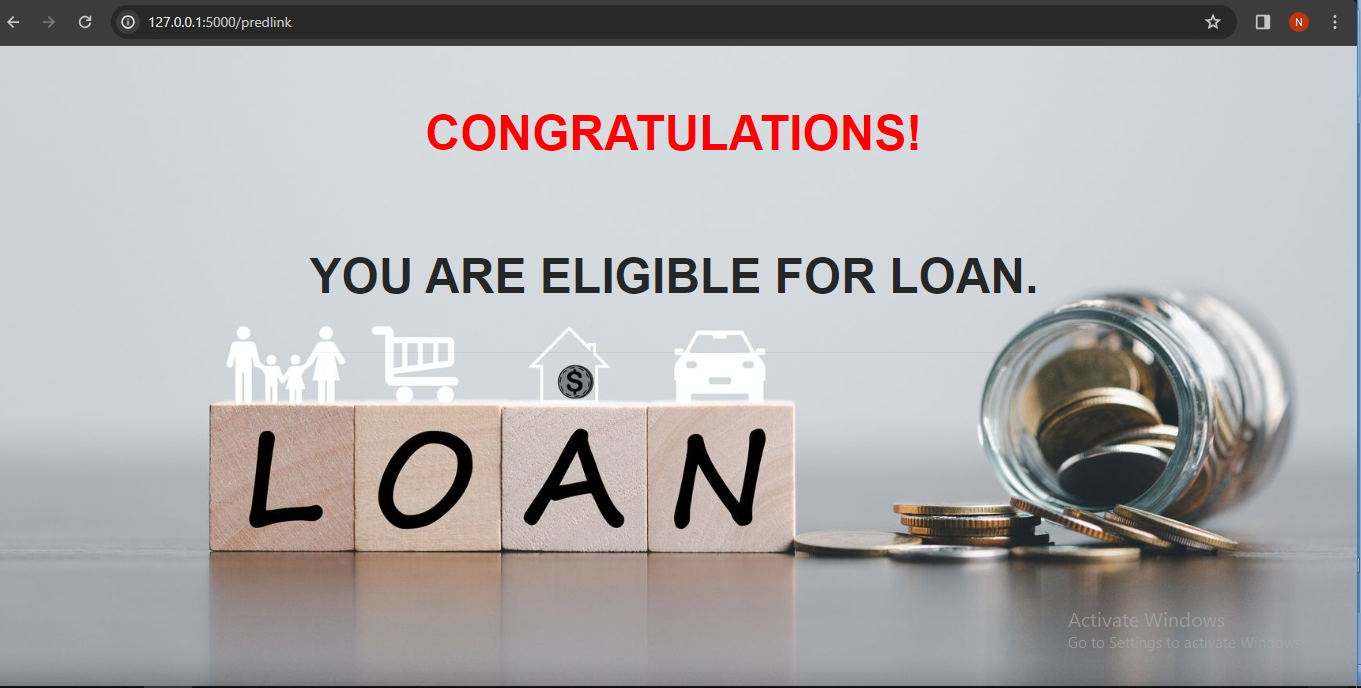 127.0.0.1:5000/predlink
N
CONGRATULATIONS!
YOU ARE ELIGIBLE FOR LOAN.
$
LOAN
Activate Windows
Go to Settings to activate Windows.